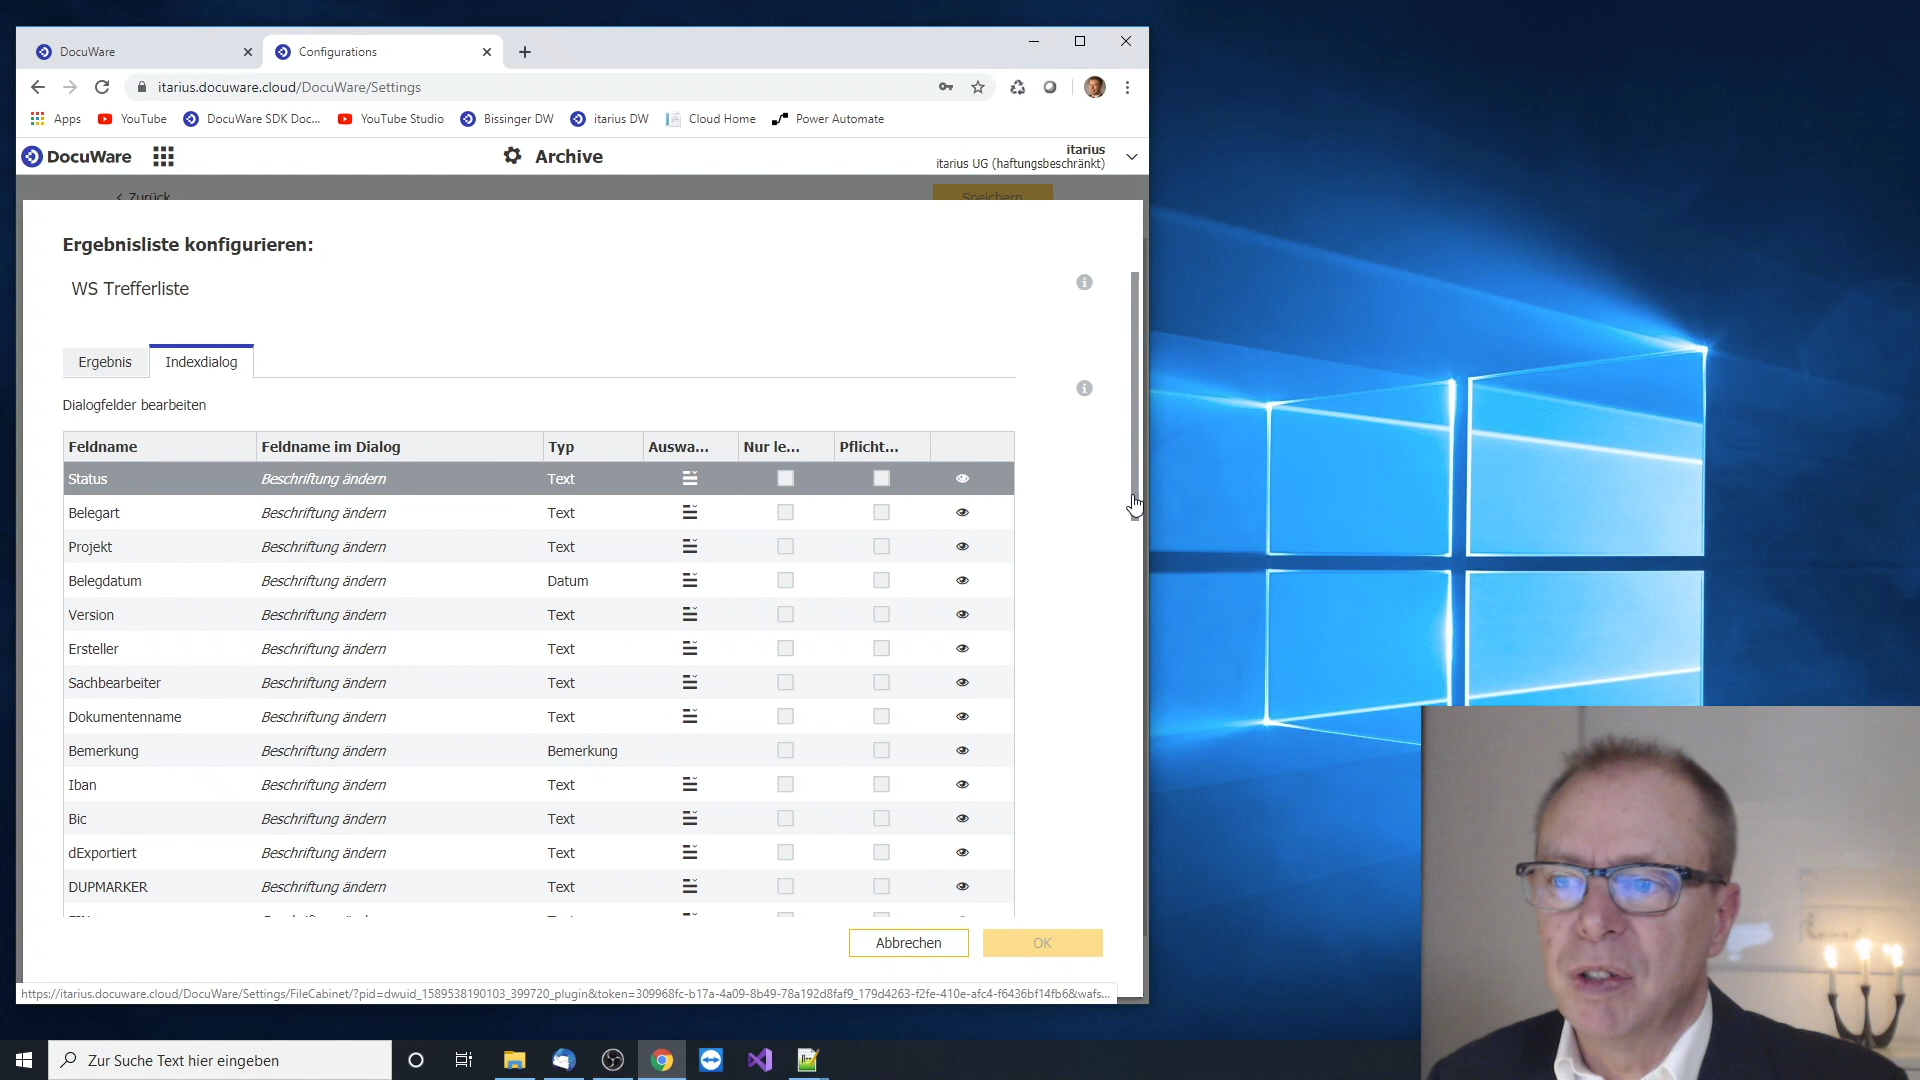 DocuWare
Configurations
itarius.docuware.cloud/DocuWare/Settings
Apps
YouTube
DocuWare SDK Doc...
YouTube Studio
Bissinger DW
itarius DW
Cloud Home
Power Automate
DocuWare
Archive
itarius
itarius UG (haftungsbeschränkt)
< Zurück
Speichern
Ergebnisliste konfigurieren:
WS Trefferliste
Ergebnis
Indexdialog
Dialogfelder bearbeiten
Feldname Feldname im Dialog Typ Auswa... Nur le... Pflicht...
Status Beschriftung ändern Text
Belegart Beschriftung ändern Text
Projekt Beschriftung ändern Text
Belegdatum Beschriftung ändern Datum
Version Beschriftung ändern Text
Ersteller Beschriftung ändern Text
Sachbearbeiter Beschriftung ändern Text
Dokumentenname Beschriftung ändern Text
Bemerkung Beschriftung ändern Bemerkung
Iban Beschriftung ändern Text
Bic Beschriftung ändern Text
dExportiert Beschriftung ändern Text
DUPMARKER Beschriftung ändern Text
Abbrechen
OK
https://itarius.docuware.cloud/DocuWare/Settings/FileCabinet/?pid=dwuid_1589538190103_399720_plugin&token=309968fc-b17a-4a09-8b49-78a192d8faf9_179d4263-f2fe-410e-afc4-f6436bf14fb6&wafs...
Zur Suche Text hier eingeben